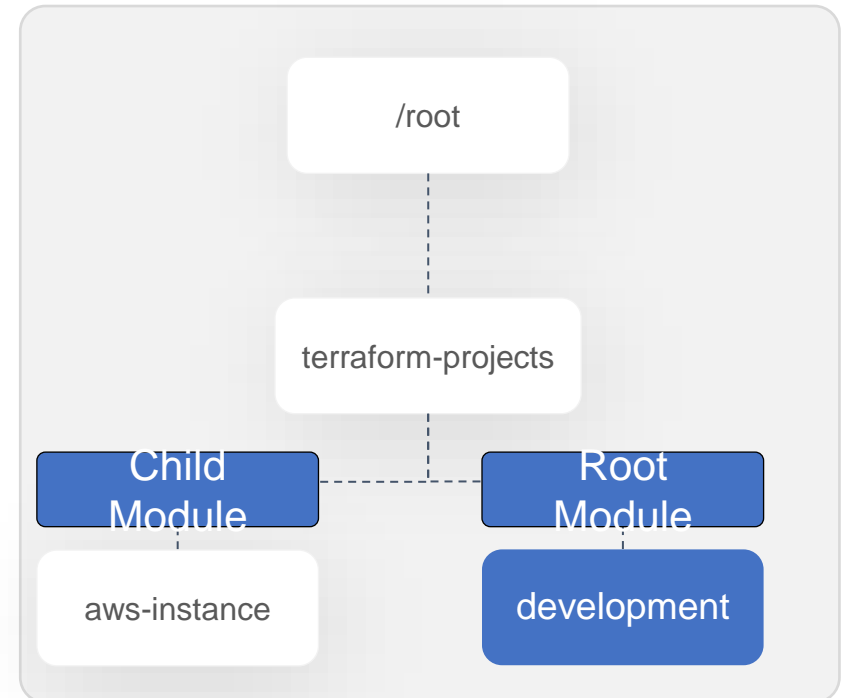 /root
terraform-projects
Child
Module
Root
Module
aws-instance
development